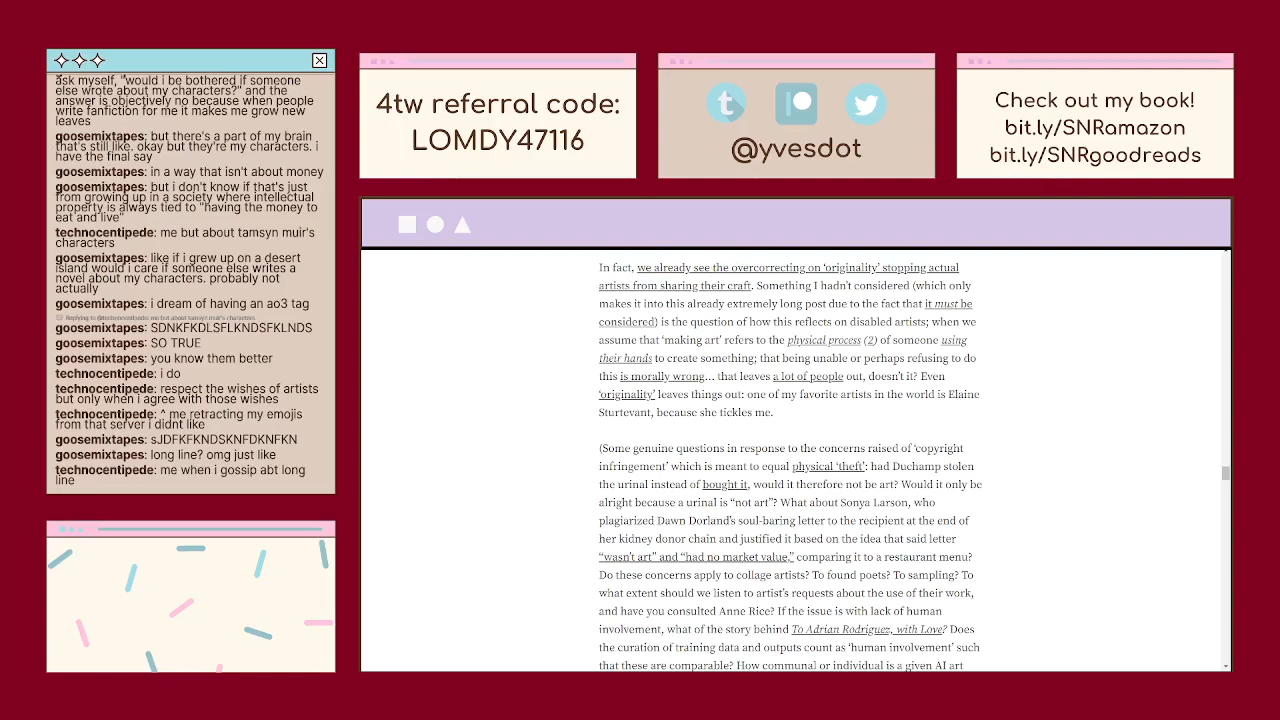 ask myself, "would i be bothered if someone
else wrote about my characters?" and the
answer is objectively no because when people
write fanfiction for me it makes me grow new
leaves
goosemixtapes: but there's a part of my brain
that's still like. okay but they're my characters. i
have the final say
goosemixtapes: in a way that isn't about money
goosemixtapes: but i don't know if that's just
from growing up in a society where intellectual
property is always tied to "having the money to
eat and live"
technocentipede: me but about tamsyn muir's
characters
goosemixtapes: like if i grew up on a desert
island would i care if someone else writes a
novel about my characters. probably not
actually
goosemixtapes: i dream of having an ao3 tag
Replying to @technocentipede: me but about tamsyn muir's characters
goosemixtapes: SDNKFKDLSFLKNDSFKLNDS
goosemixtapes: SO TRUE
goosemixtapes: you know them better
technocentipede: i do
technocentipede: respect the wishes of artists
but only when i agree with those wishes
technocentipede: ^ me retracting my emojis
from that server i didnt like
goosemixtapes: sJDFKFKNDSKNFDKNFKN
goosemixtapes: long line? omg just like
technocentipede: me when i gossip abt long
line
4tw referral code:
LOMDY47116
@yvesdot
Check out my book!
bit.ly/SNRamazon
bit.ly/SNRgoodreads
In fact, we already see the overcorrecting on ‘originality’ stopping actual
artists from sharing their craft. Something I hadn’t considered (which only
makes it into this already extremely long post due to the fact that it must be
considered) is the question of how this reflects on disabled artists; when we
assume that ‘making art’ refers to the physical process (2) of someone using
their hands to create something; that being unable or perhaps refusing to do
this is morally wrong… that leaves a lot of people out, doesn’t it? Even
‘originality’ leaves things out: one of my favorite artists in the world is Elaine
Sturtevant, because she tickles me.
(Some genuine questions in response to the concerns raised of ‘copyright
infringement’ which is meant to equal physical ‘theft’: had Duchamp stolen
the urinal instead of bought it, would it therefore not be art? Would it only be
alright because a urinal is “not art”? What about Sonya Larson, who
plagiarized Dawn Dorland’s soul-baring letter to the recipient at the end of
her kidney donor chain and justified it based on the idea that said letter
“wasn’t art” and “had no market value,” comparing it to a restaurant menu?
Do these concerns apply to collage artists? To found poets? To sampling? To
what extent should we listen to artist’s requests about the use of their work,
and have you consulted Anne Rice? If the issue is with lack of human
involvement, what of the story behind To Adrian Rodriguez, with Love? Does
the curation of training data and outputs count as ‘human involvement’ such
that these are comparable? How communal or individual is a given AI art